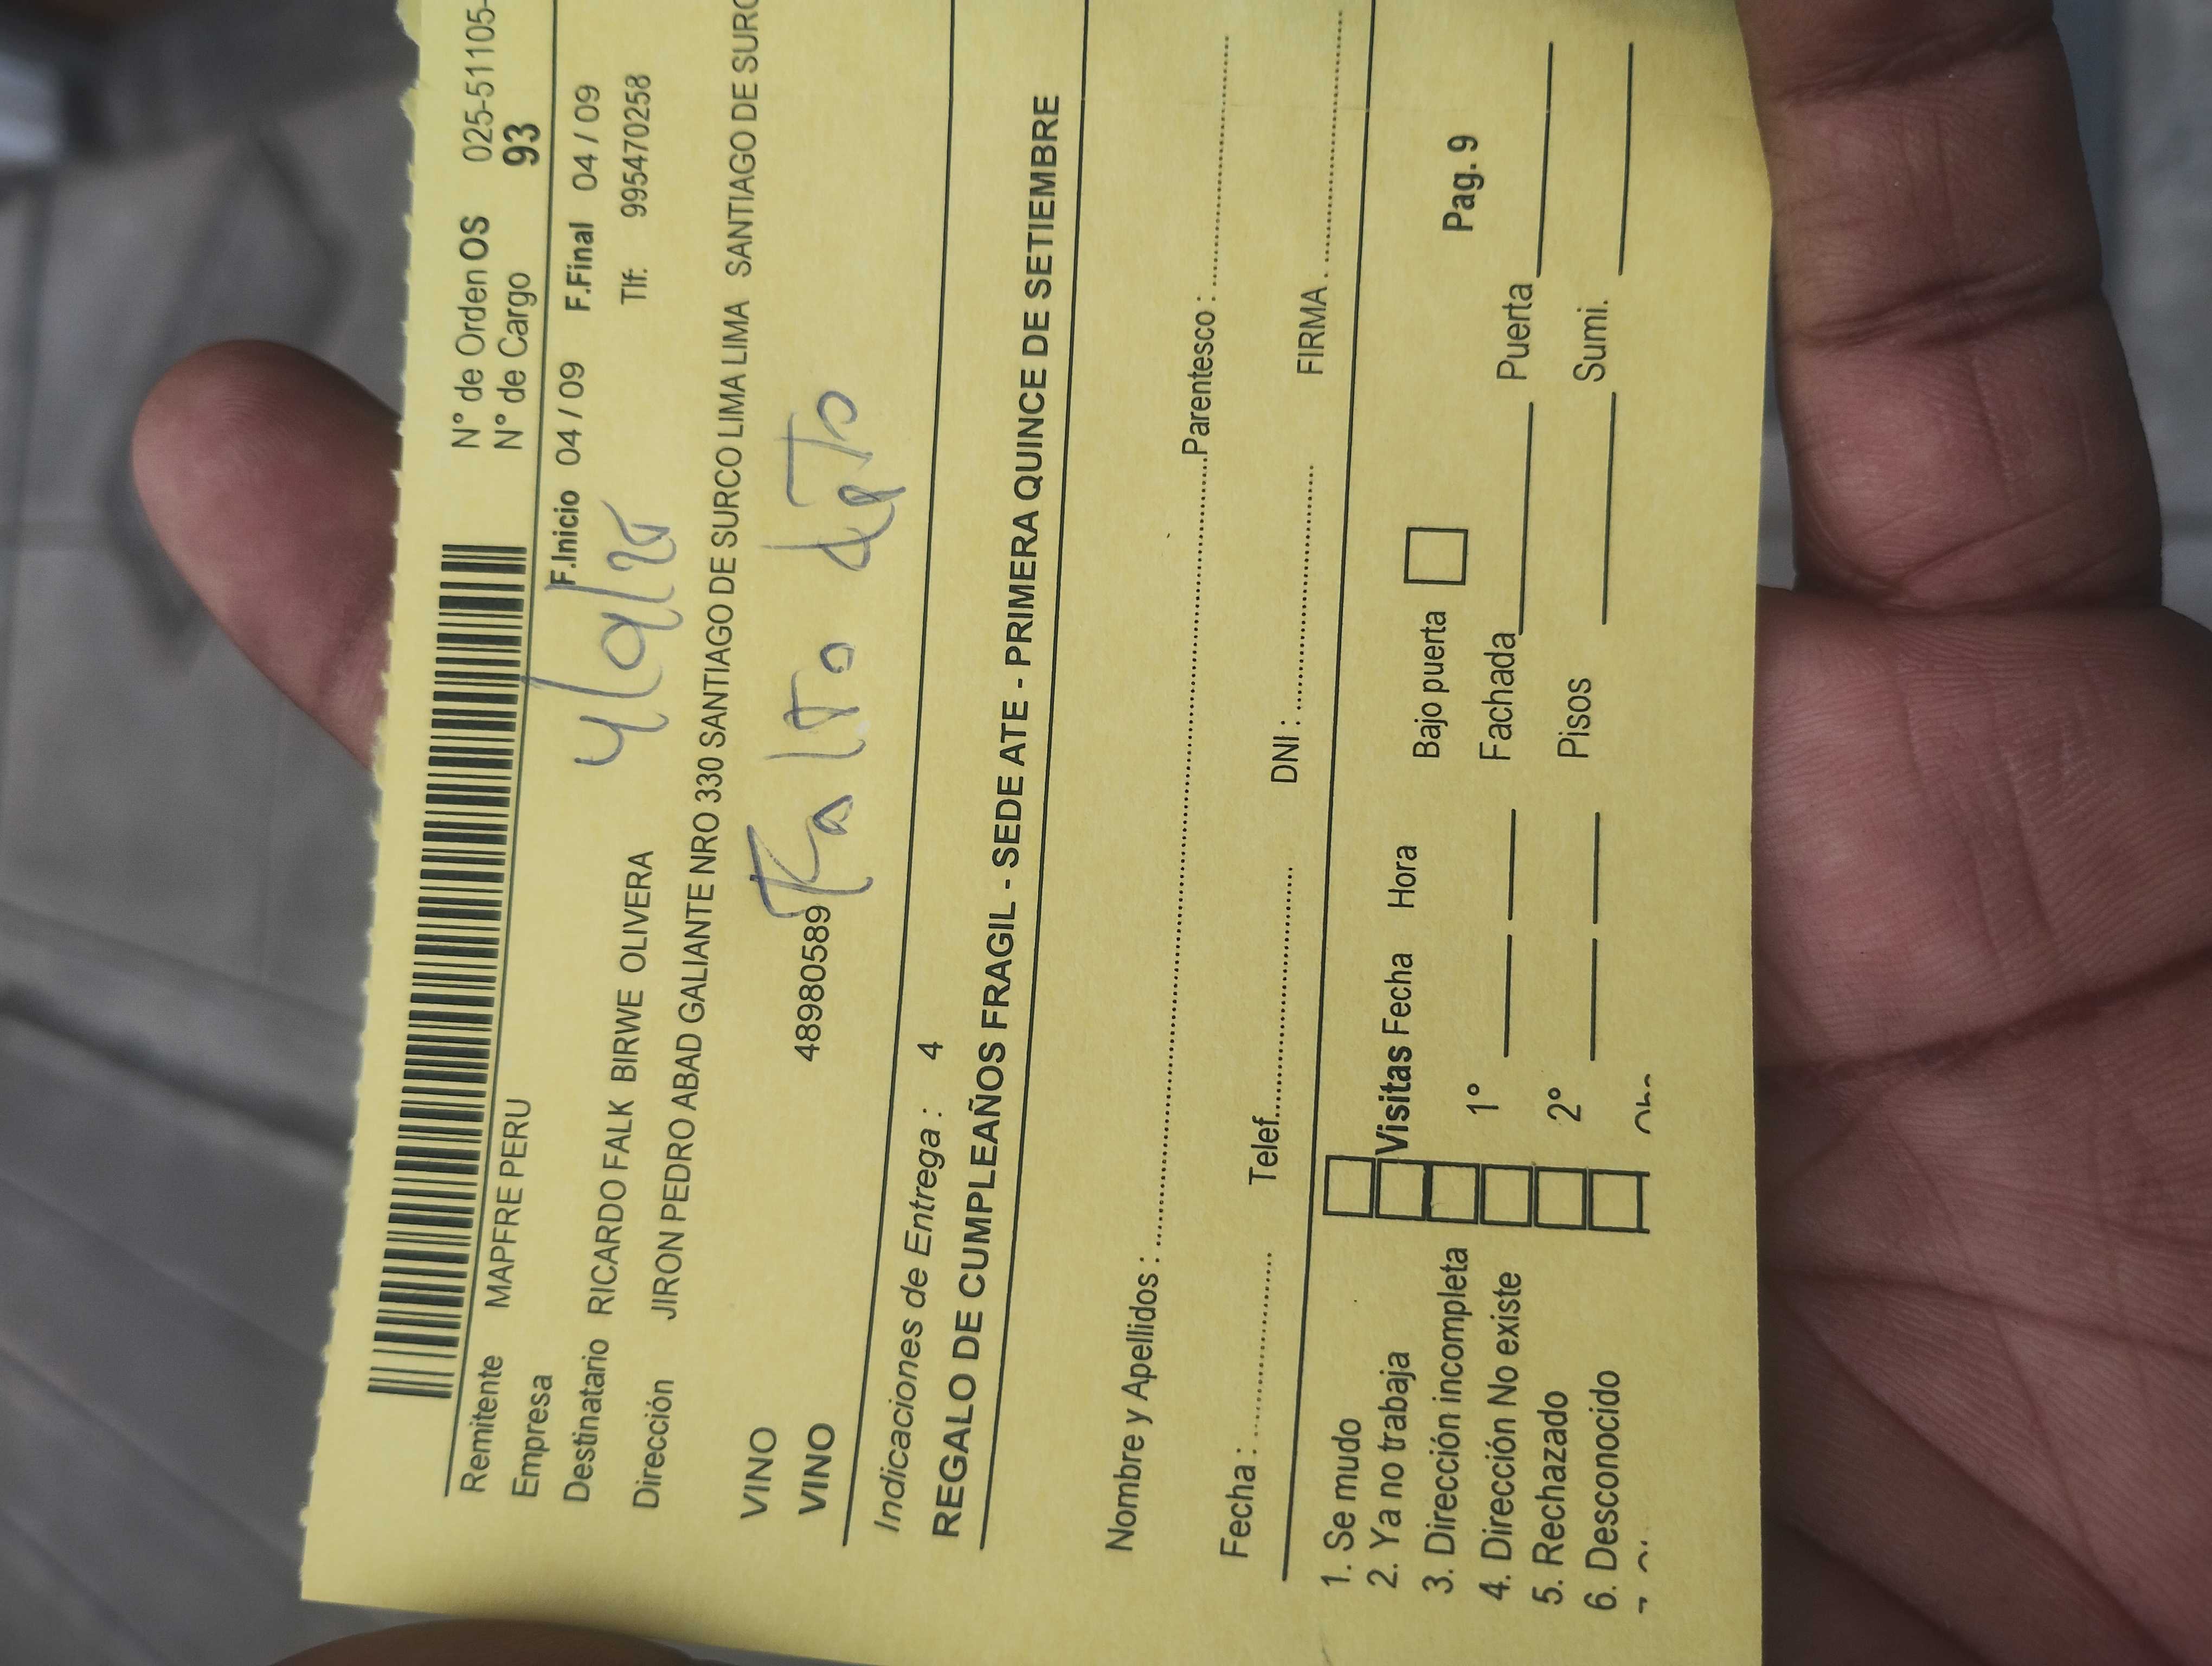 N° de Orden OS 025-51105-
N° de Cargo 93
Remitente MAPFRE PERU
F.Inicio 04 / 09 F.Final 04 / 09
Empresa
4/9/25
Tlf: 995470258
Destinatario RICARDO FALK BIRWE OLIVERA
Dirección JIRON PEDRO ABAD GALIANTE NRO 330 SANTIAGO DE SURCO LIMA LIMA SANTIAGO DE SURC
VINO
VINO 48980589
Falto dpto
Indicaciones de Entrega : 4
REGALO DE CUMPLEAÑOS FRAGIL - SEDE ATE - PRIMERA QUINCE DE SETIEMBRE
Nombre y Apellidos : Parentesco :
Fecha : Telef. DNI : FIRMA
1. Se mudo
2. Ya no trabaja Visitas Fecha Hora Bajo puerta Pag. 9
3. Dirección incompleta
4. Dirección No existe 1° Fachada Puerta
5. Rechazado
6. Desconocido 2° Pisos Sumi.